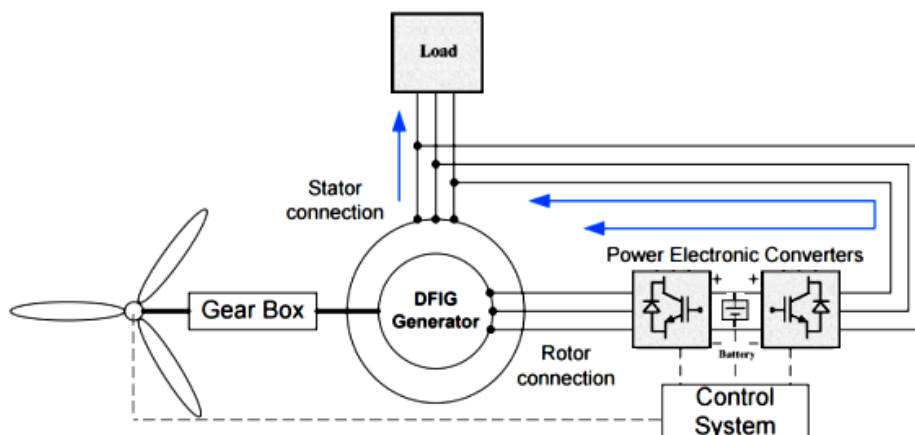 Load
Stator
connection
Power Electronic Converters
Gear Box
DFIG
Generator
+ +
Rotor
connection
Battery
Control
System